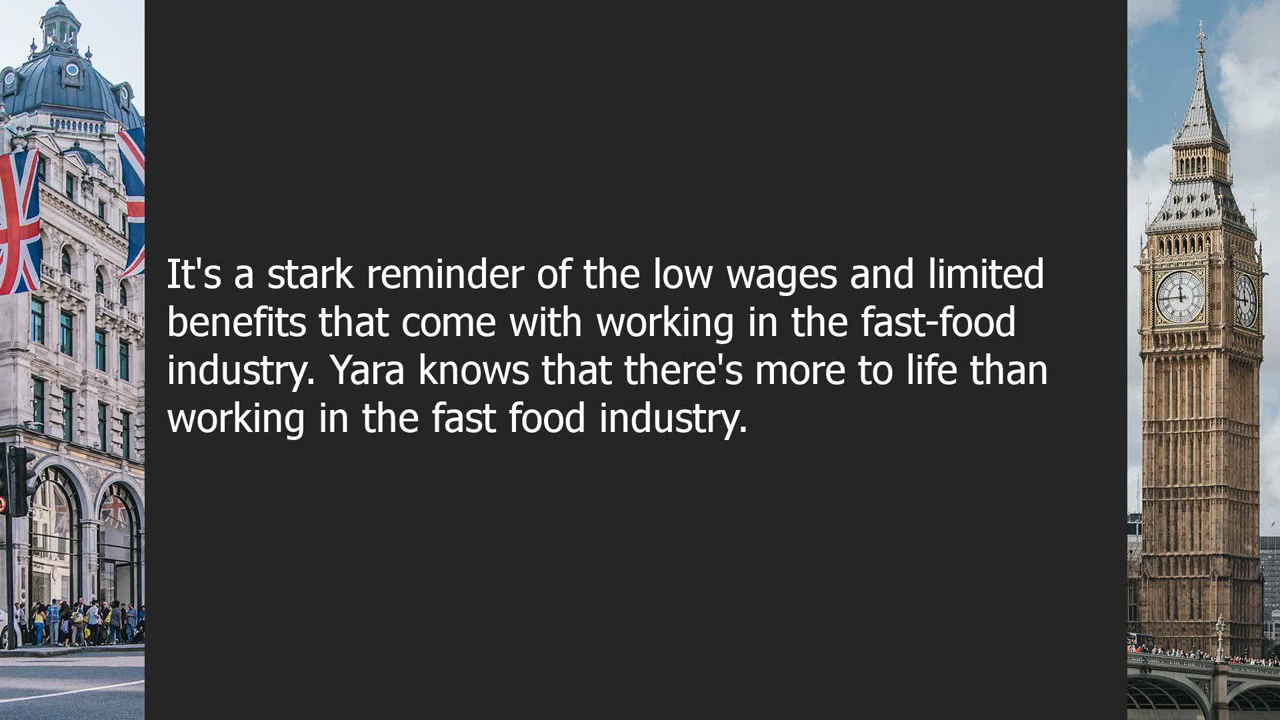 It's a stark reminder of the low wages and limited
benefits that come with working in the fast-food
industry. Yara knows that there's more to life than
working in the fast food industry.